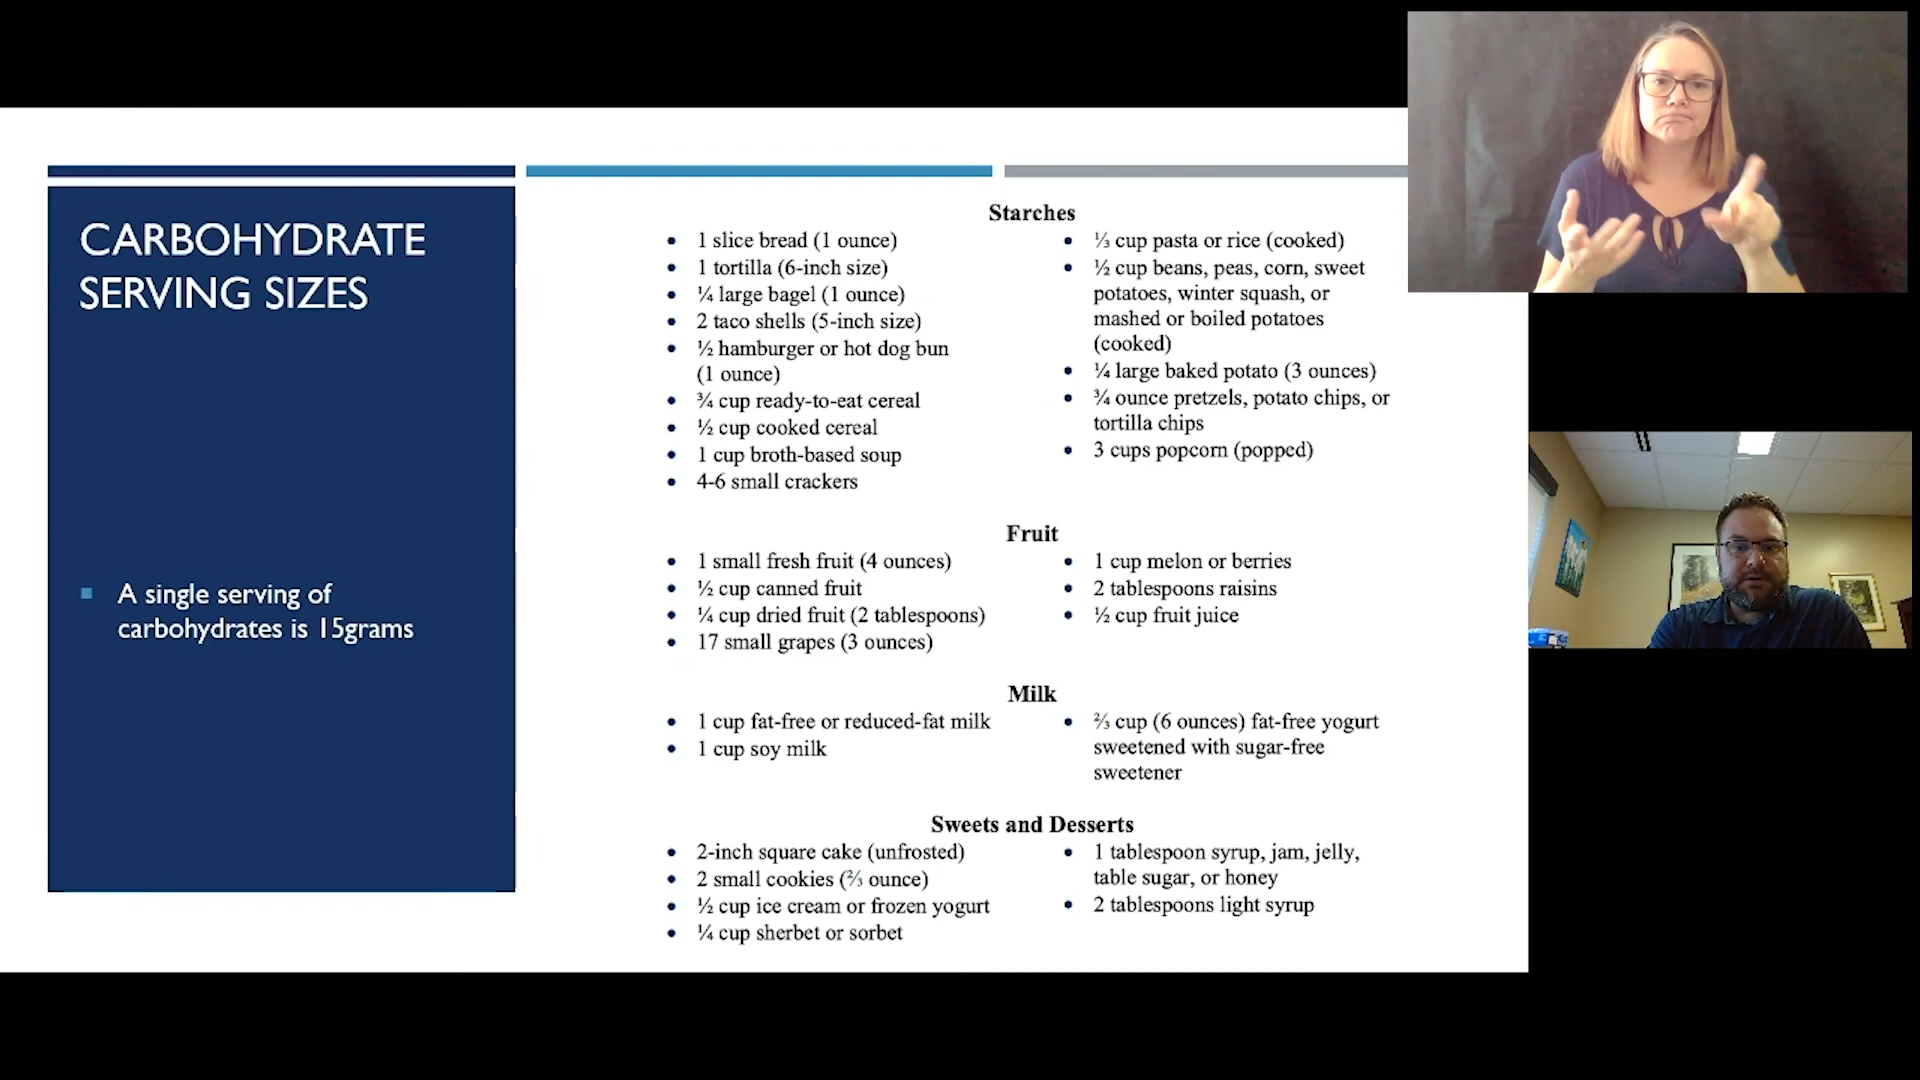 CARBOHYDRATE
SERVING SIZES
A single serving of
carbohydrates is 15grams
Starches
• 1 slice bread (1 ounce)
• 1 tortilla (6-inch size)
• ¼ large bagel (1 ounce)
• 2 taco shells (5-inch size)
• ½ hamburger or hot dog bun
(1 ounce)
• ¾ cup ready-to-eat cereal
• ½ cup cooked cereal
• 1 cup broth-based soup
• 4-6 small crackers
• ⅓ cup pasta or rice (cooked)
• ½ cup beans, peas, corn, sweet
potatoes, winter squash, or
mashed or boiled potatoes
(cooked)
• ¼ large baked potato (3 ounces)
• ¾ ounce pretzels, potato chips, or
tortilla chips
• 3 cups popcorn (popped)
Fruit
• 1 small fresh fruit (4 ounces)
• ½ cup canned fruit
• ¼ cup dried fruit (2 tablespoons)
• 17 small grapes (3 ounces)
• 1 cup melon or berries
• 2 tablespoons raisins
• ½ cup fruit juice
Milk
• 1 cup fat-free or reduced-fat milk
• 1 cup soy milk
• ⅔ cup (6 ounces) fat-free yogurt
sweetened with sugar-free
sweetener
Sweets and Desserts
• 2-inch square cake (unfrosted)
• 2 small cookies (⅔ ounce)
• ½ cup ice cream or frozen yogurt
• ¼ cup sherbet or sorbet
• 1 tablespoon syrup, jam, jelly,
table sugar, or honey
• 2 tablespoons light syrup